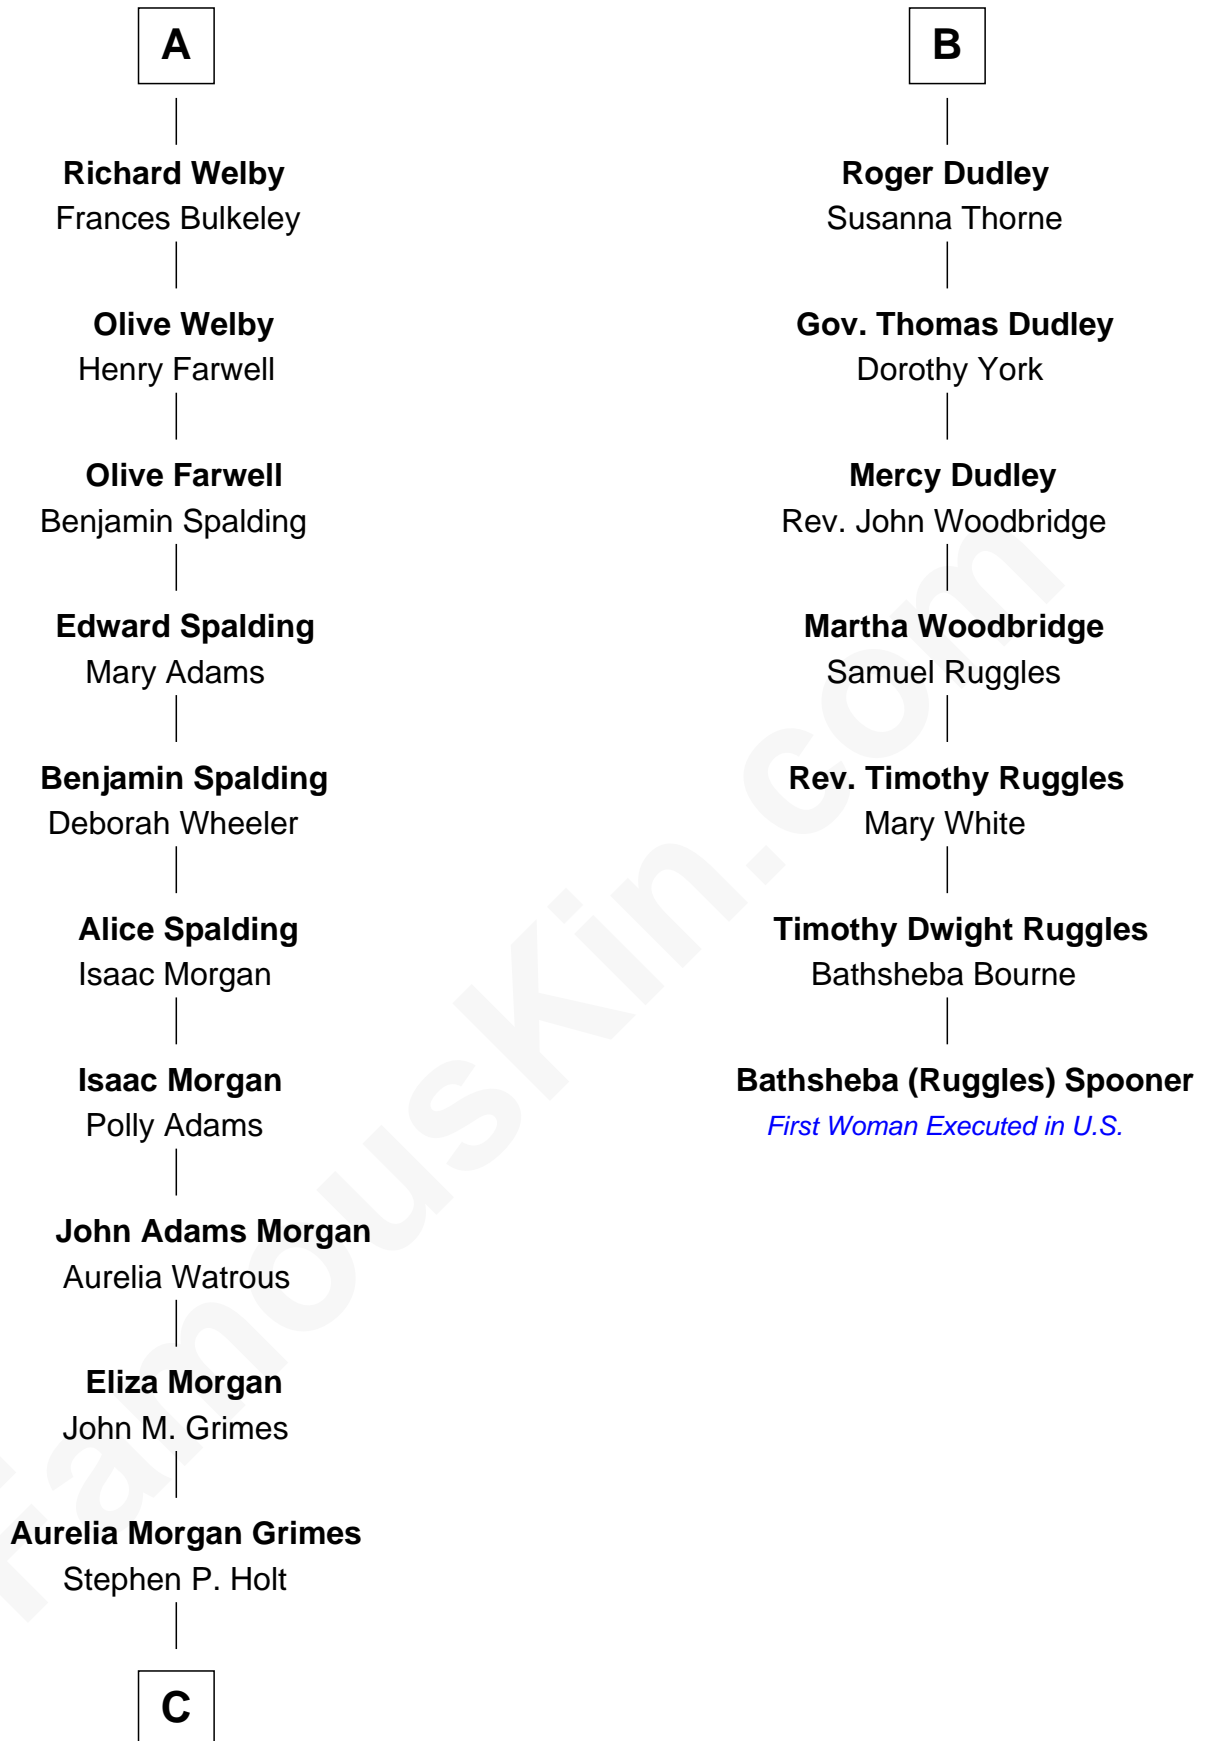 A
Richard Welby
Frances Bulkeley
Olive Welby
Henry Farwell
Olive Farwell
Benjamin Spalding
Edward Spalding
Mary Adams
Benjamin Spalding
Deborah Wheeler
Alice Spalding
Isaac Morgan
Isaac Morgan
Polly Adams
John Adams Morgan
Aurelia Watrous
Eliza Morgan
John M. Grimes
Aurelia Morgan Grimes
Stephen P. Holt
C
B
Roger Dudley
Susanna Thorne
Gov. Thomas Dudley
Dorothy York
Mercy Dudley
Rev. John Woodbridge
Martha Woodbridge
Samuel Ruggles
Rev. Timothy Ruggles
Mary White
Timothy Dwight Ruggles
Bathsheba Bourne
Bathsheba (Ruggles) Spooner
First Woman Executed in U.S.
FamousKin.com